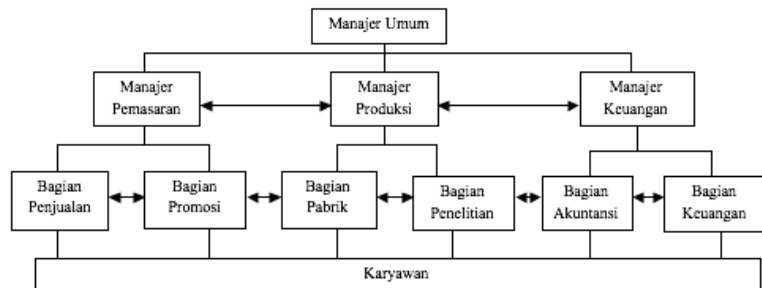 Manajer Umum
Manajer
Pemasaran
Manajer
Produksi
Manajer
Keuangan
Bagian
Penjualan
Bagian
Promosi
Bagian
Pabrik
Bagian
Penelitian
Bagian
Akuntansi
Bagian
Keuangan
Karyawan